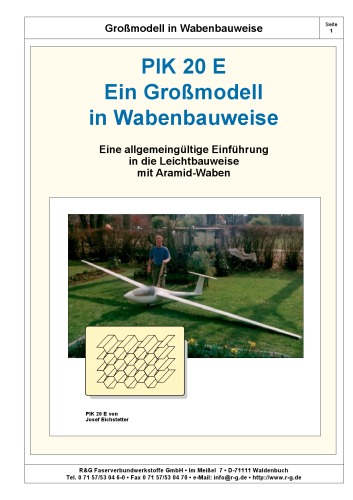 Großmodell in Wabenbauweise
Seite
1
PIK 20 E
Ein Großmodell
in Wabenbauweise
Eine allgemeingültige Einführung
in die Leichtbauweise
mit Aramid-Waben
PIK 20 E von
Josef Eichstetter
R&G Faserverbundwerkstoffe GmbH • Im Meißel 7 • D-71111 Waldenbuch
Tel. 0 71 57/53 04 6-0 • Fax 0 71 57/53 04 70 • e-Mail: info@r-g.de • http://www.r-g.de